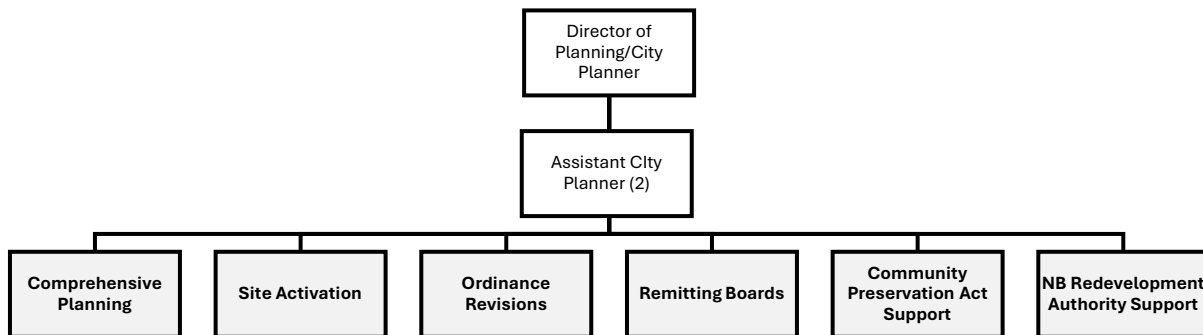 Director of
Planning/City
Planner
Assistant CIty
Planner (2)
Comprehensive
Planning
Site Activation
Ordinance
Revisions
Remitting Boards
Community
Preservation Act
Support
NB Redevelopment
Authority Support